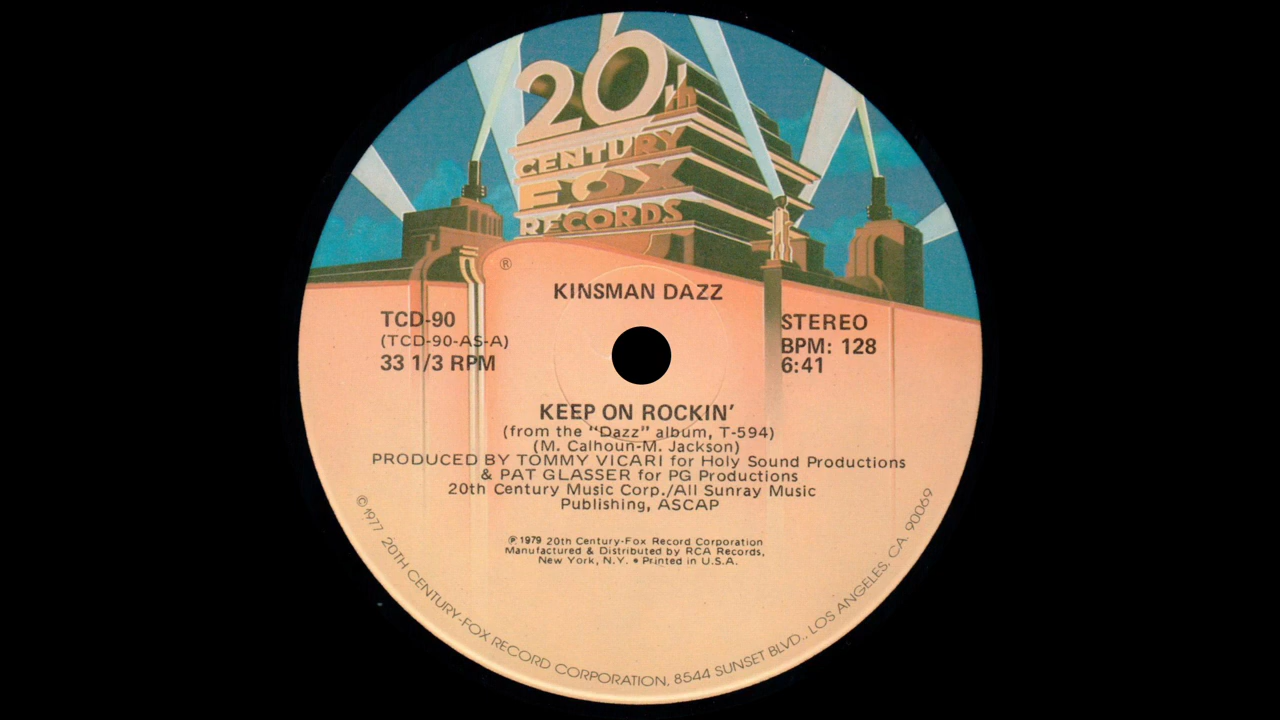 20th
CENTURY
FOX
RECORDS
®
KINSMAN DAZZ
TCD-90
(TCD-90-AS-A)
33 1/3 RPM
STEREO
BPM: 128
6:41
KEEP ON ROCKIN'
(from the "Dazz" album, T-594)
(M. Calhoun-M. Jackson)
PRODUCED BY TOMMY VICARI for Holy Sound Productions
& PAT GLASSER for PG Productions
20th Century Music Corp./All Sunray Music
Publishing, ASCAP
℗ 1979 20th Century-Fox Record Corporation
Manufactured & Distributed by RCA Records,
New York, N.Y. • Printed in U.S.A.
©1977 20TH CENTURY-FOX RECORD CORPORATION, 8544 SUNSET BLVD., LOS ANGELES, CA. 90069